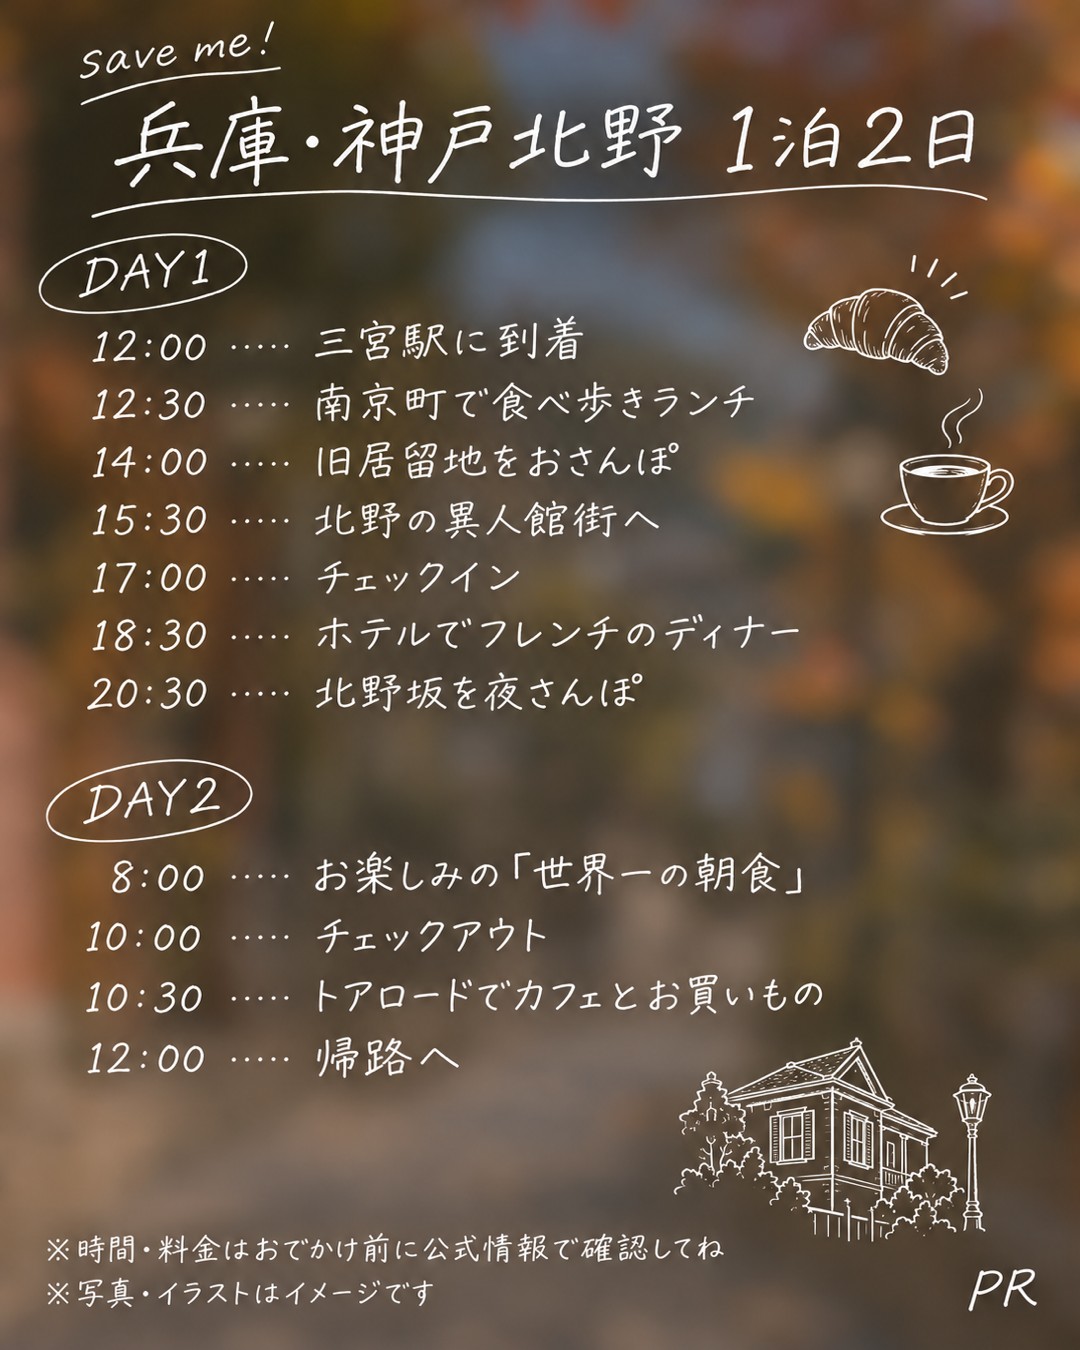 save me!
兵庫・神戸北野 1泊2日
DAY1
12:00 ····· 三宮駅に到着
12:30 ····· 南京町で食べ歩きランチ
14:00 ····· 旧居留地をおさんぽ
15:30 ····· 北野の異人館街へ
17:00 ····· チェックイン
18:30 ····· ホテルでフレンチのディナー
20:30 ····· 北野坂を夜さんぽ
DAY2
8:00 ····· お楽しみの「世界一の朝食」
10:00 ····· チェックアウト
10:30 ····· トアロードでカフェとお買いもの
12:00 ····· 帰路へ
※時間・料金はおでかけ前に公式情報で確認してね
※写真・イラストはイメージです
PR